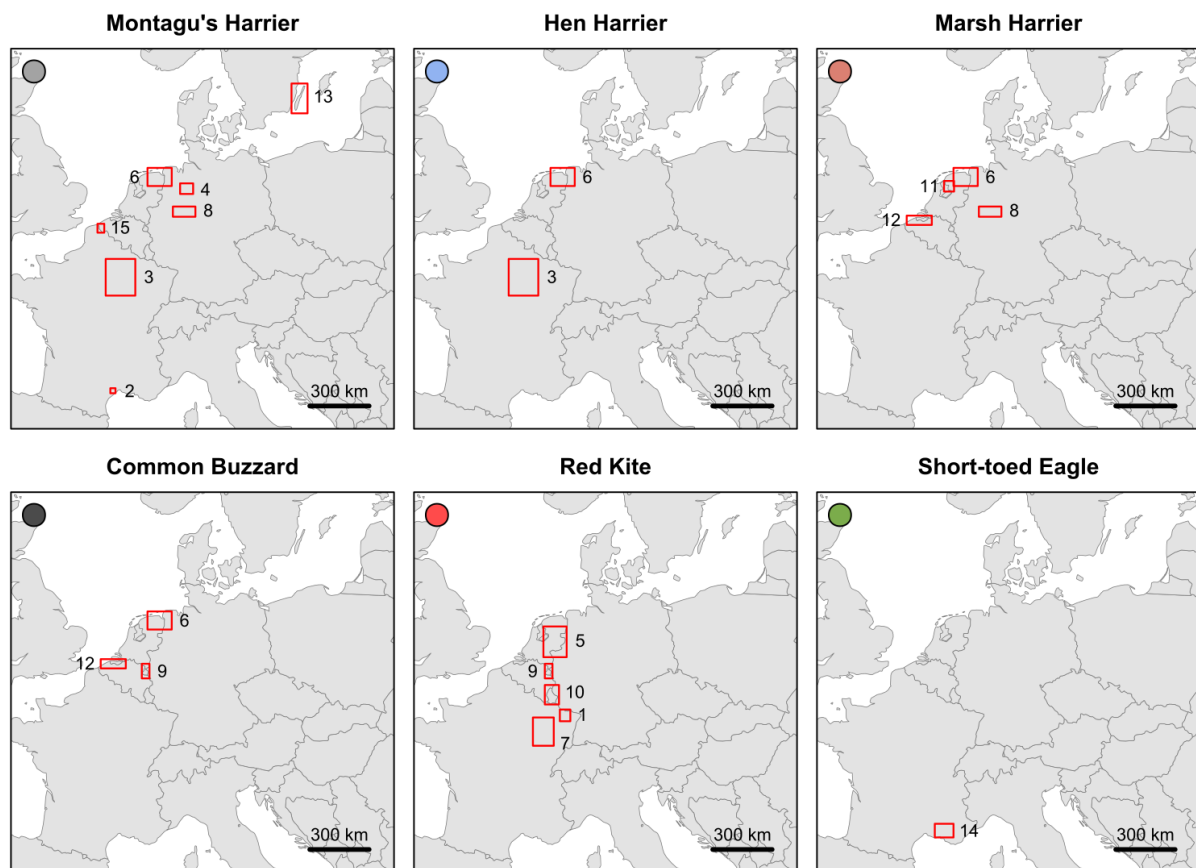 Montagu's Harrier
Hen Harrier
Marsh Harrier
13
6
4
8
15
3
2
300 km
6
3
300 km
11
6
12
8
300 km
Common Buzzard
Red Kite
Short-toed Eagle
6
12
9
300 km
5
9
10
1
7
300 km
14
300 km